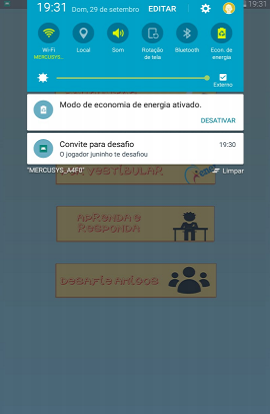 19:31 Dom, 29 de setembro EDITAR
Wi-Fi Local Som Rotação Bluetooth Econ. de
MERCUSYS... de tela energia
Externo
Modo de economia de energia ativado.
DESATIVAR
Convite para desafio 19:30
O jogador juninho te desafiou
"MERCUSYS_A4F0" Limpar
VESTIBULAR
APRENDA E
RESPONDA
DESAFIE AMIGOS